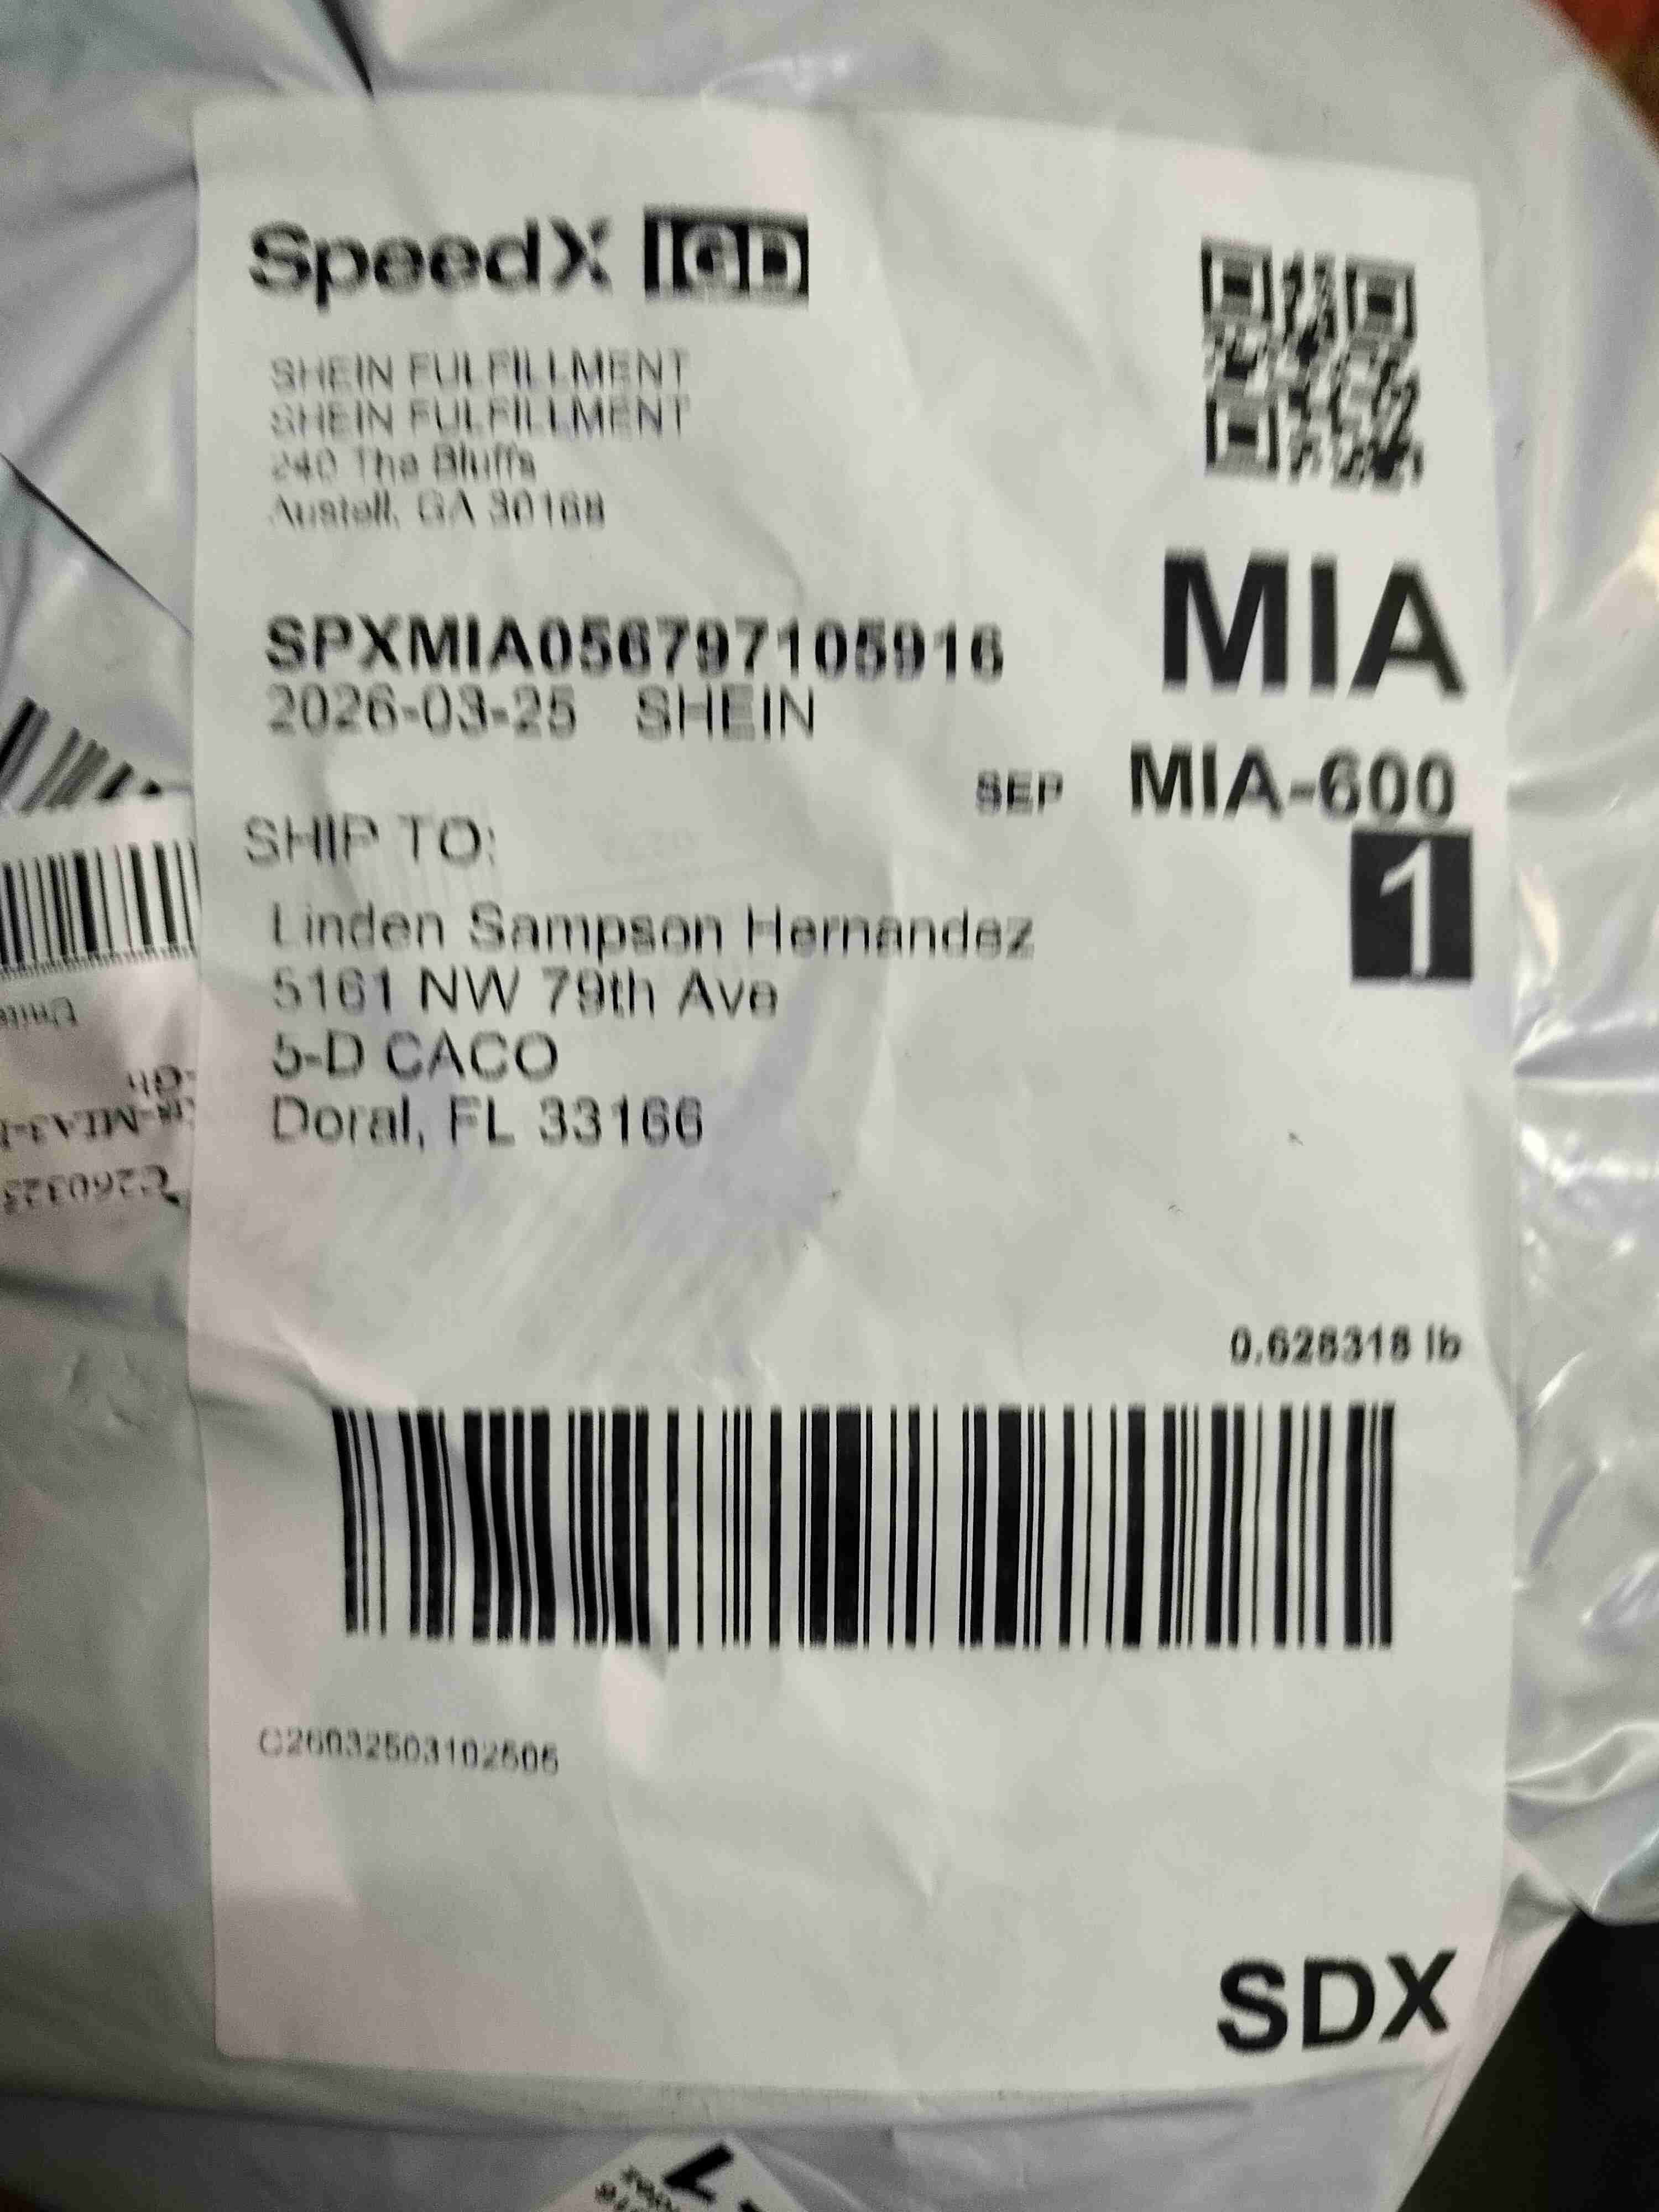 SpeedX IGD
SHEIN FULFILLMENT
SHEIN FULFILLMENT
240 The Bluffs
Austell, GA 30168
SPXMIA056797105916
2026-03-25 SHEIN
MIA
SEP MIA-600
1
SHIP TO:
Linden Sampson Hernandez
5161 NW 79th Ave
5-D CACO
Doral, FL 33166
0.628318 lb
C26032503102505
SDX